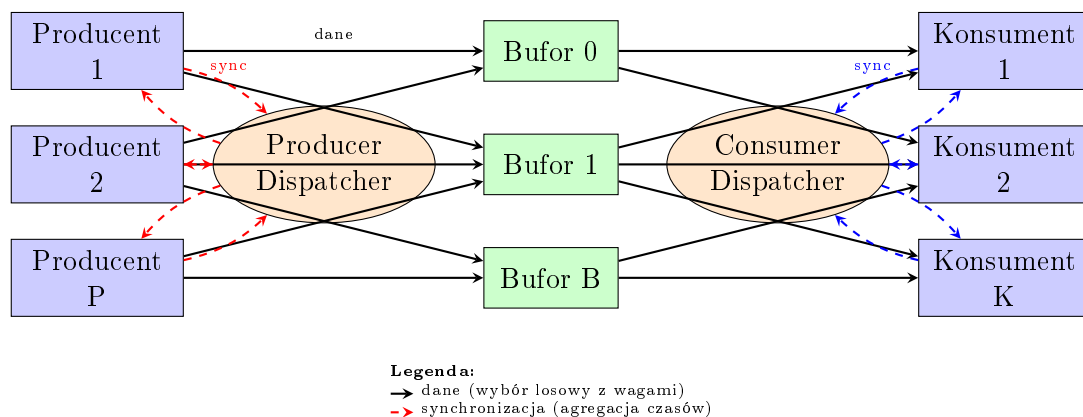 Producent
1
dane
Bufor 0
Konsument
1
sync
sync
Producent
2
Producer
Dispatcher
Bufor 1
Consumer
Dispatcher
Konsument
2
Producent
P
Bufor B
Konsument
K
Legenda:
dane (wybór losowy z wagami)
synchronizacja (agregacja czasów)